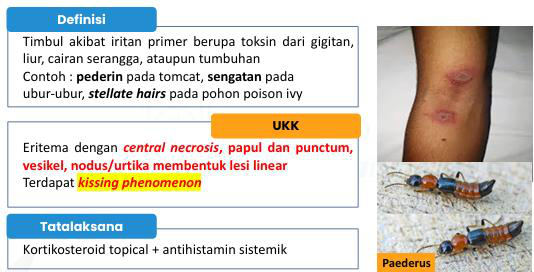 Definisi
Timbul akibat iritan primer berupa toksin dari gigitan,
liur, cairan serangga, ataupun tumbuhan
Contoh : pederin pada tomcat, sengatan pada
ubur-ubur, stellate hairs pada pohon poison ivy
UKK
Eritema dengan central necrosis, papul dan punctum,
vesikel, nodus/urtika membentuk lesi linear
Terdapat kissing phenomenon
Tatalaksana
Kortikosteroid topical + antihistamin sistemik
Paederus